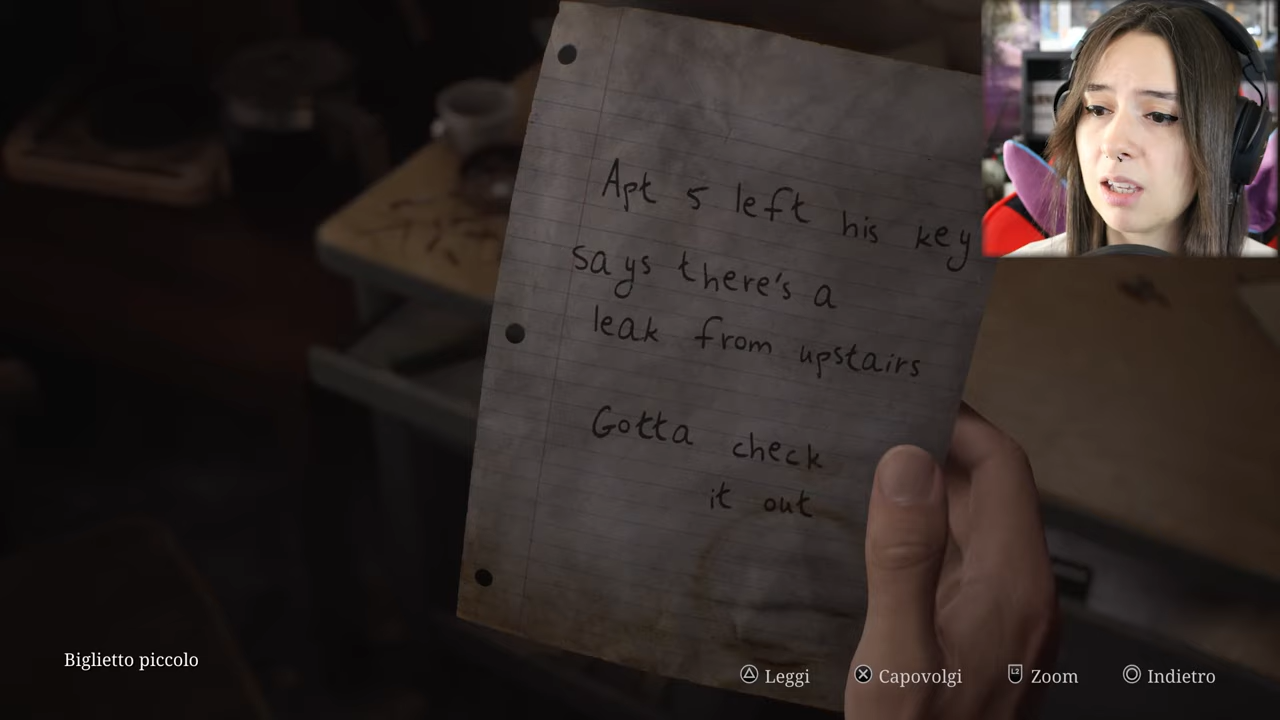 Apt 5 left his key
says there's a
leak from upstairs
Gotta check
it out
Biglietto piccolo
Leggi
Capovolgi
L2 Zoom
Indietro